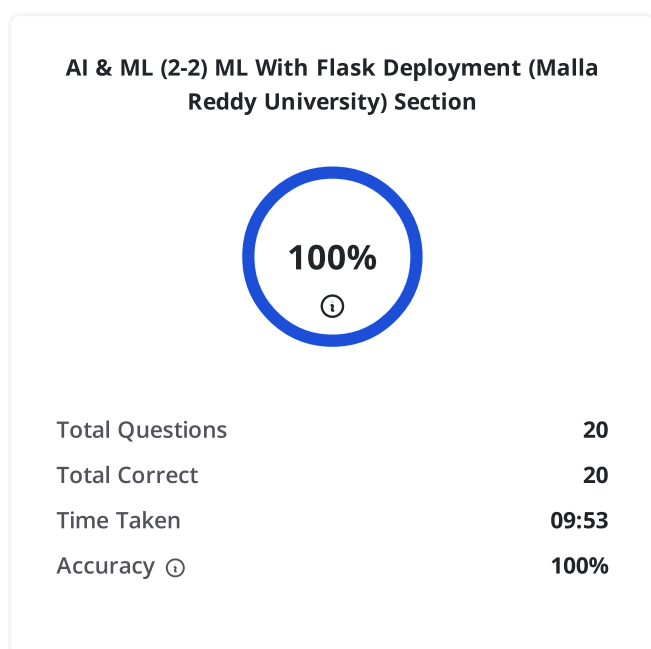 AI & ML (2-2) ML With Flask Deployment (Malla
Reddy University) Section
100%
Total Questions 20
Total Correct 20
Time Taken 09:53
Accuracy 100%